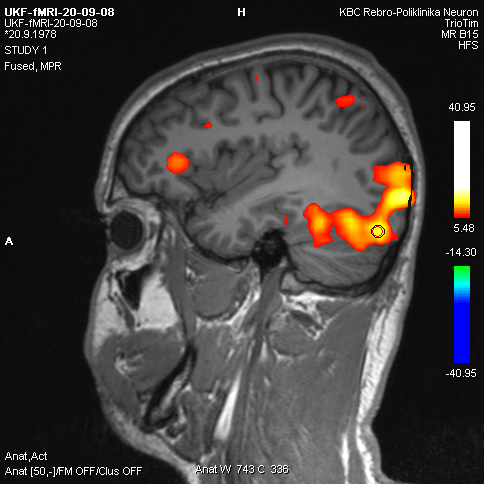 UKF-fMRI-20-09-08
UKF-fMRI-20-09-08
*20.9.1978
STUDY 1
Fused, MPR
H
KBC Rebro-Poliklinika Neuron
TrioTim
MR B15
HFS
40.95
5.48
-14.30
-40.95
A
Anat,Act
Anat [50,-]/FM OFF/Clus OFF
Anat W 743 C 336